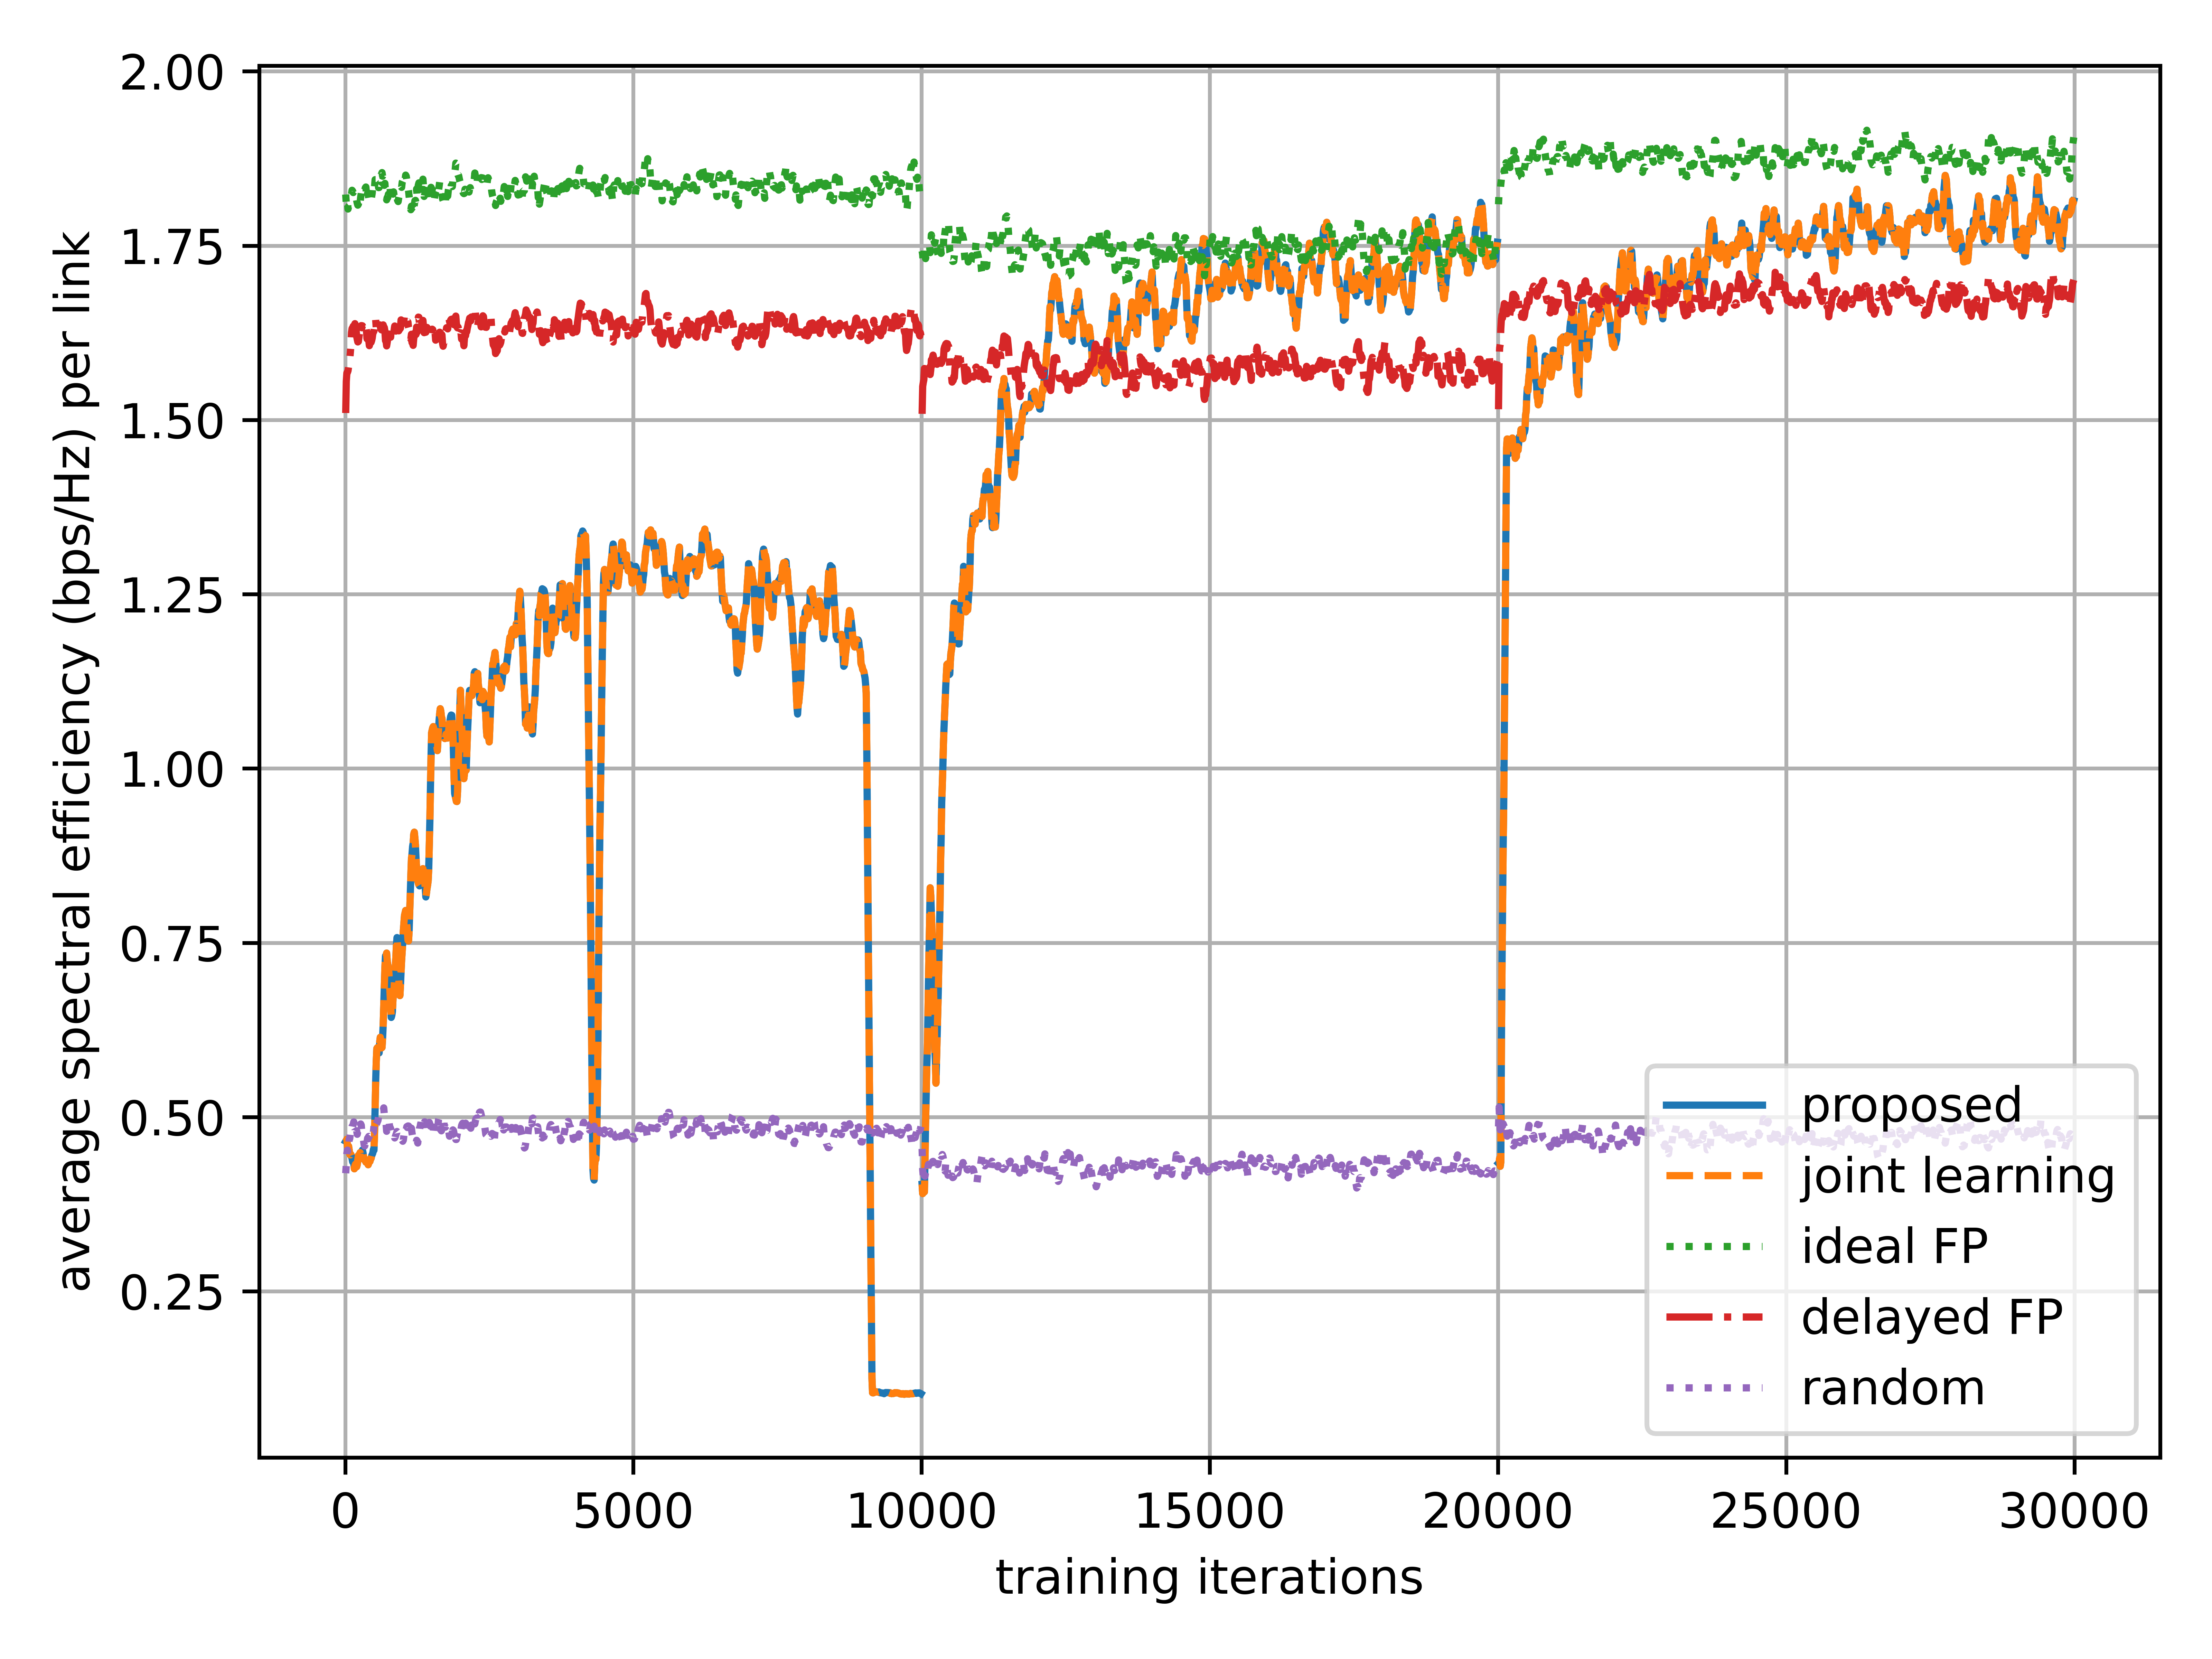 2.00
1.75
1.50
1.25
1.00
0.75
0.50
0.25
average spectral efficiency (bps/Hz) per link
proposed
joint learning
ideal FP
delayed FP
random
0 5000 10000 15000 20000 25000 30000
training iterations